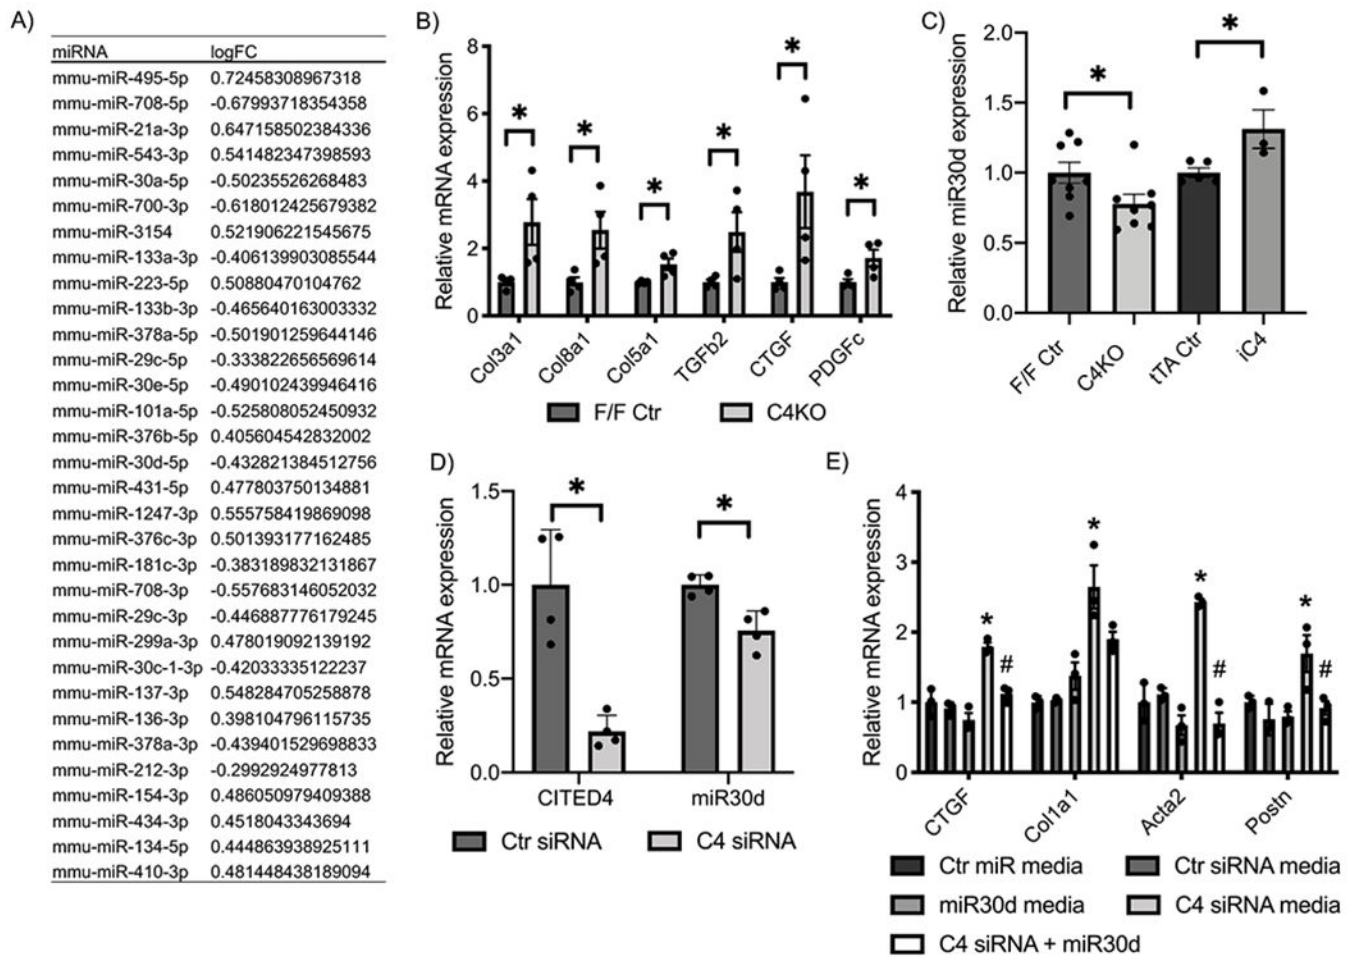 A)
miRNA logFC
mmu-miR-495-5p 0.72458308967318
mmu-miR-708-5p -0.67993718354358
mmu-miR-21a-3p 0.647158502384336
mmu-miR-543-3p 0.541482347398593
mmu-miR-30a-5p -0.50235526268483
mmu-miR-700-3p -0.618012425679382
mmu-miR-3154 0.521906221545675
mmu-miR-133a-3p -0.406139903085544
mmu-miR-223-5p 0.50880470104762
mmu-miR-133b-3p -0.465640163003332
mmu-miR-378a-5p -0.501901259644146
mmu-miR-29c-5p -0.333822656569614
mmu-miR-30e-5p -0.490102439946416
mmu-miR-101a-5p -0.525808052450932
mmu-miR-376b-5p 0.405604542832002
mmu-miR-30d-5p -0.432821384512756
mmu-miR-431-5p 0.477803750134881
mmu-miR-1247-3p 0.555758419869098
mmu-miR-376c-3p 0.501393177162485
mmu-miR-181c-3p -0.383189832131867
mmu-miR-708-3p -0.557683146052032
mmu-miR-29c-3p -0.446887776179245
mmu-miR-299a-3p 0.478019092139192
mmu-miR-30c-1-3p -0.42033335122237
mmu-miR-137-3p 0.548284705258878
mmu-miR-136-3p 0.398104796115735
mmu-miR-378a-3p -0.439401529698833
mmu-miR-212-3p -0.2992924977813
mmu-miR-154-3p 0.486050979409388
mmu-miR-434-3p 0.4518043343694
mmu-miR-134-5p 0.444863938925111
mmu-miR-410-3p 0.481448438189094
B)
Relative mRNA expression
8
6
4
2
0
* * * * * *
Col3a1 Col8a1 Col5a1 TGFb2 CTGF PDGFc
F/F Ctr C4KO
C)
Relative miR30d expression
2.0
1.5
1.0
0.5
0.0
* *
F/F Ctr C4KO tTA Ctr iC4
D)
Relative mRNA expression
1.5
1.0
0.5
0.0
* *
CITED4 miR30d
Ctr siRNA C4 siRNA
E)
Relative mRNA expression
4
3
2
1
0
* # * * # * #
CTGF Col1a1 Acta2 Postn
Ctr miR media Ctr siRNA media
miR30d media C4 siRNA media
C4 siRNA + miR30d